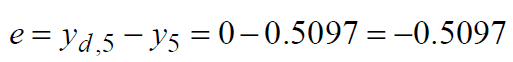 e = y_{d,5} − y_5 = 0 − 0.5097 = −0.5097